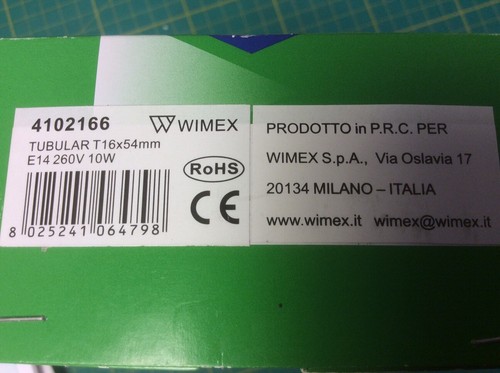 4102166 WIMEX
TUBULAR T16x54mm
E14 260V 10W
RoHS
CE
8 025241 064798
PRODOTTO in P.R.C. PER
WIMEX S.p.A., Via Oslavia 17
20134 MILANO – ITALIA
www.wimex.it wimex@wimex.it